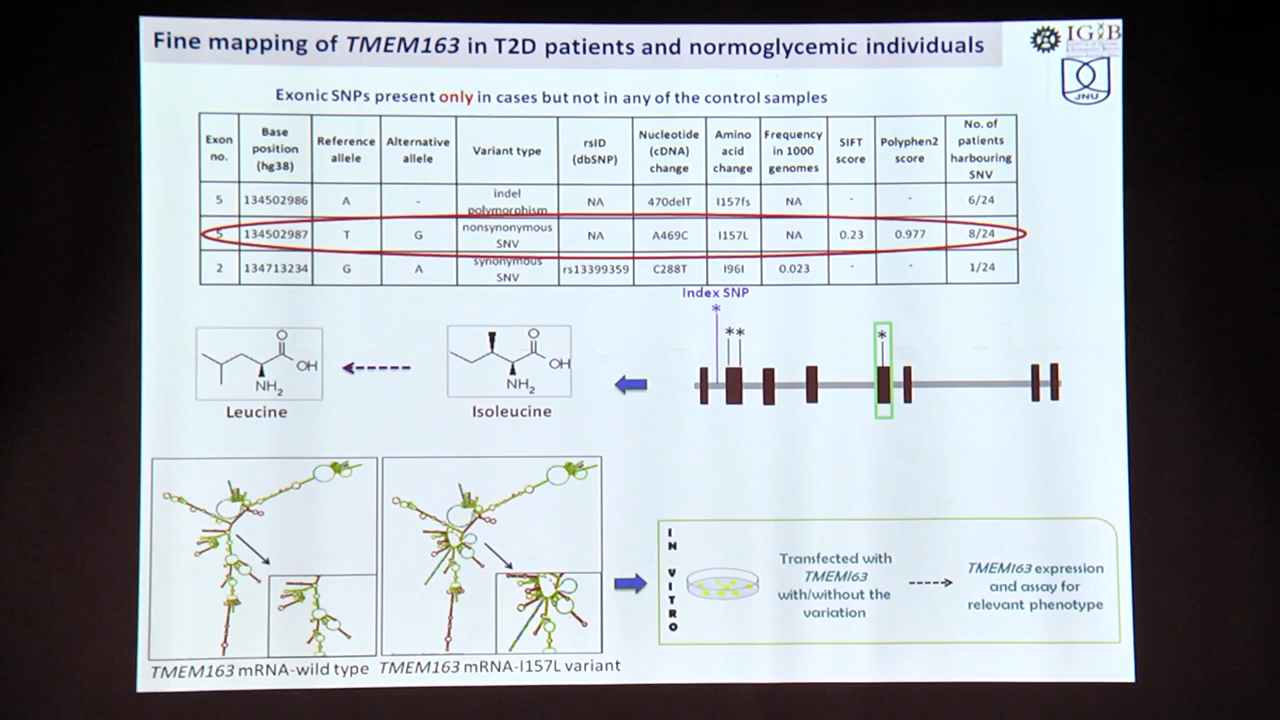 Fine mapping of TMEM163 in T2D patients and normoglycemic individuals
IGIB
JNU
Exonic SNPs present only in cases but not in any of the control samples
Exon no. | Base position (hg38) | Reference allele | Alternative allele | Variant type | rsID (dbSNP) | Nucleotide (cDNA) change | Amino acid change | Frequency in 1000 genomes | SIFT score | Polyphen2 score | No. of patients harbouring SNV
5 | 134502986 | A | - | indel polymorphism | NA | 470delT | I157fs | NA | - | - | 6/24
5 | 134502987 | T | G | nonsynonymous SNV | NA | A469C | I157L | NA | 0.23 | 0.977 | 8/24
2 | 134713234 | G | A | synonymous SNV | rs13399359 | C288T | I96I | 0.023 | - | - | 1/24
Index SNP
*
**
*
O
OH
NH2
Leucine
O
OH
NH2
Isoleucine
IN VITRO
Transfected with
TMEM163
with/without the
variation
TMEM163 expression
and assay for
relevant phenotype
TMEM163 mRNA-wild type
TMEM163 mRNA-I157L variant